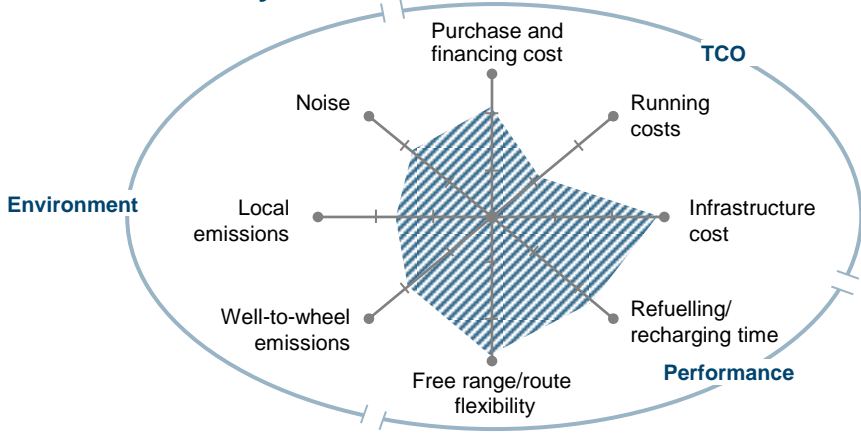 Purchase and
financing cost
TCO
Noise
Running
costs
Environment
Local
emissions
Infrastructure
cost
Well-to-wheel
emissions
Refuelling/
recharging time
Performance
Free range/route
flexibility